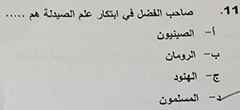 11. صاحب الفضل في ابتكار علم الصيدلة هم .....
أ- الصينيون
ب- الرومان
ج- الهنود
د- المسلمون